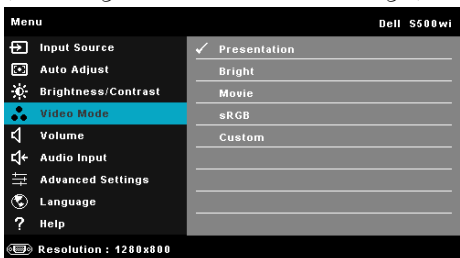 Menu Dell S500wi
Input Source
Auto Adjust
Brightness/Contrast
Video Mode
Volume
Audio Input
Advanced Settings
Language
Help
Presentation
Bright
Movie
sRGB
Custom
Resolution : 1280x800